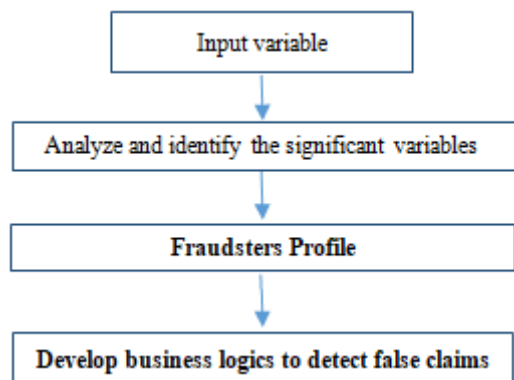 Input variable
Analyze and identify the significant variables
Fraudsters Profile
Develop business logics to detect false claims